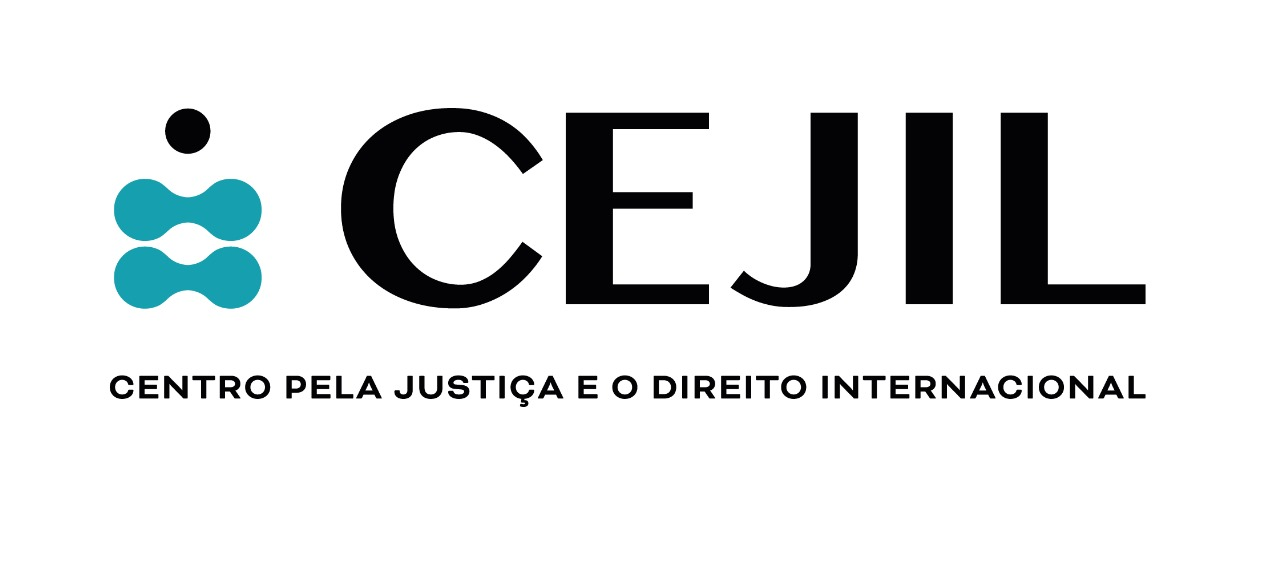 CEJIL
CENTRO PELA JUSTIÇA E O DIREITO INTERNACIONAL